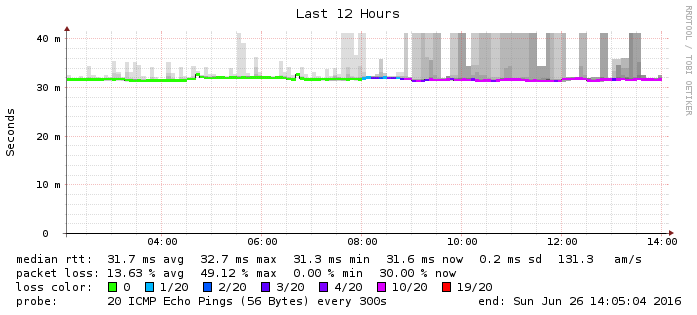 Last 12 Hours
RRDTOOL / TOBI OETIKER
Seconds
40 m
30 m
20 m
10 m
0
04:00 06:00 08:00 10:00 12:00 14:00
median rtt: 31.7 ms avg 32.7 ms max 31.3 ms min 31.6 ms now 0.2 ms sd 131.3 am/s
packet loss: 13.63 % avg 49.12 % max 0.00 % min 30.00 % now
loss color: 0 1/20 2/20 3/20 4/20 10/20 19/20
probe: 20 ICMP Echo Pings (56 Bytes) every 300s end: Sun Jun 26 14:05:04 2016